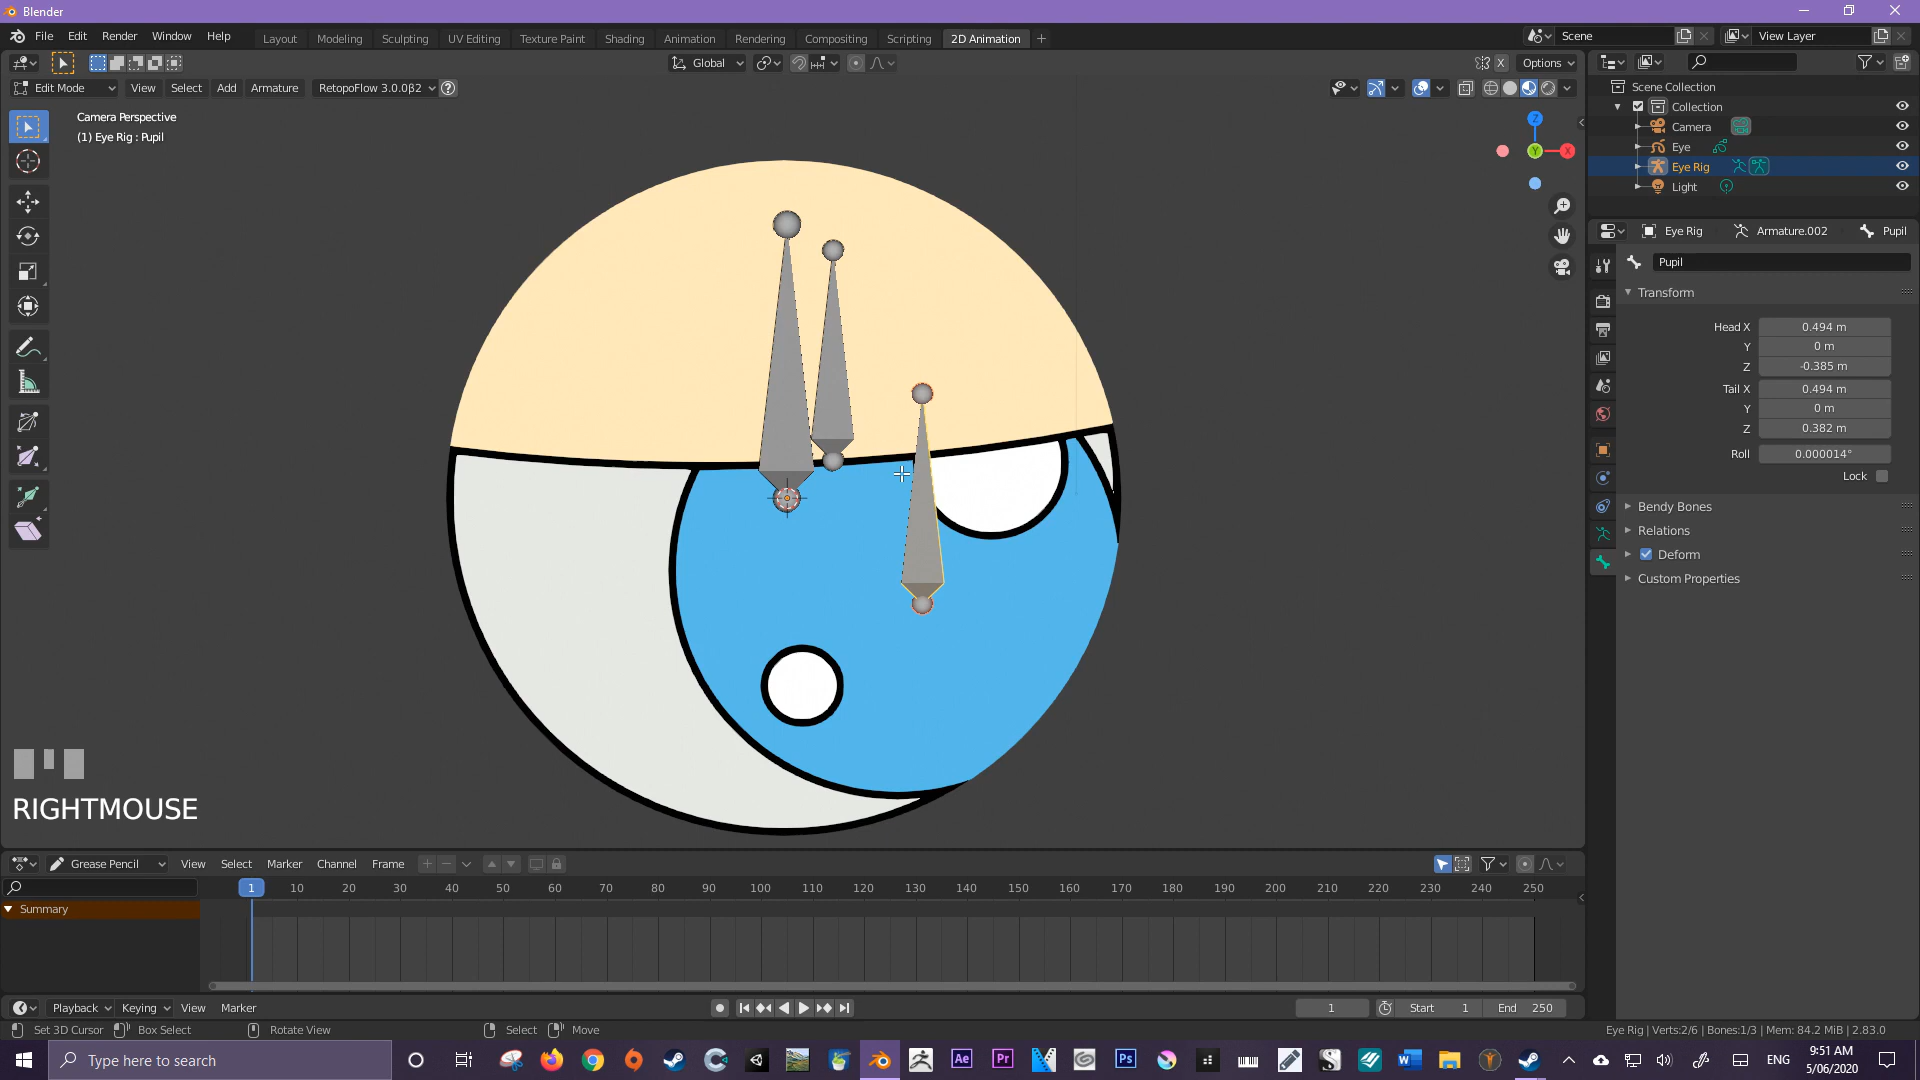 Blender
File Edit Render Window Help
Layout Modeling Sculpting UV Editing Texture Paint Shading Animation Rendering Compositing Scripting 2D Animation +
Scene
View Layer
Global
X
Options
Edit Mode View Select Add Armature RetopoFlow 3.0.0β2 ?
Camera Perspective
(1) Eye Rig : Pupil
Z
Y
X
Scene Collection
Collection
Camera
Eye
Eye Rig
Light
Eye Rig Armature.002 Pupil
Pupil
Transform
Head X 0.494 m
Y 0 m
Z -0.385 m
Tail X 0.494 m
Y 0 m
Z 0.382 m
Roll 0.000014°
Lock
Bendy Bones
Relations
Deform
Custom Properties
RIGHTMOUSE
Grease Pencil View Select Marker Channel Frame
1 10 20 30 40 50 60 70 80 90 100 110 120 130 140 150 160 170 180 190 200 210 220 230 240 250
Summary
Playback Keying View Marker
1 Start 1 End 250
Set 3D Cursor Box Select Rotate View Select Move
Eye Rig | Verts:2/6 | Bones:1/3 | Mem: 84.2 MiB | 2.83.0
Type here to search
Ae Pr Ps
ENG
9:51 AM
5/06/2020